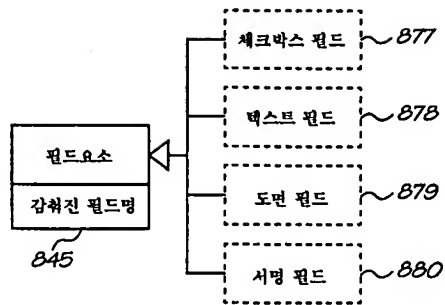 체크박스 필드
877
텍스트 필드
878
필드요소
감춰진 필드명
845
도면 필드
879
서명 필드
880